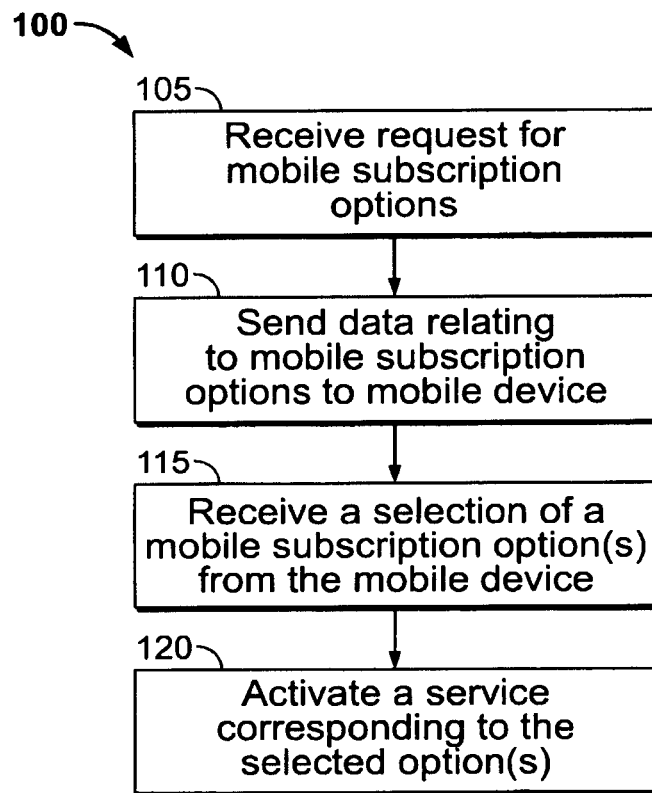 100
105
Receive request for
mobile subscription
options
110
Send data relating
to mobile subscription
options to mobile device
115
Receive a selection of a
mobile subscription option(s)
from the mobile device
120
Activate a service
corresponding to the
selected option(s)